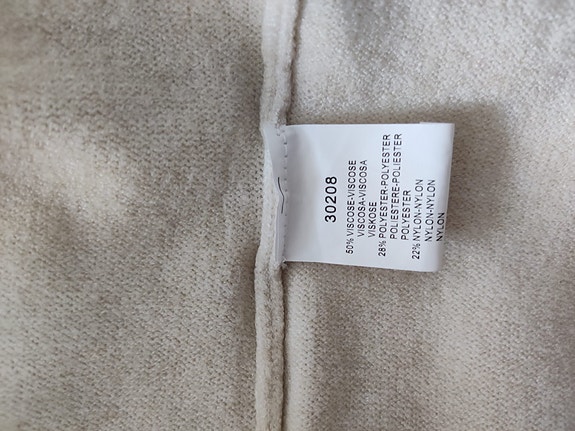 30208
50% VISCOSE-VISCOSE
VISCOSA-VISCOSA
VISKOSE
28% POLYESTER-POLYESTER
POLIESTERE-POLIESTER
POLYESTER
22% NYLON-NYLON
NYLON-NYLON
NYLON